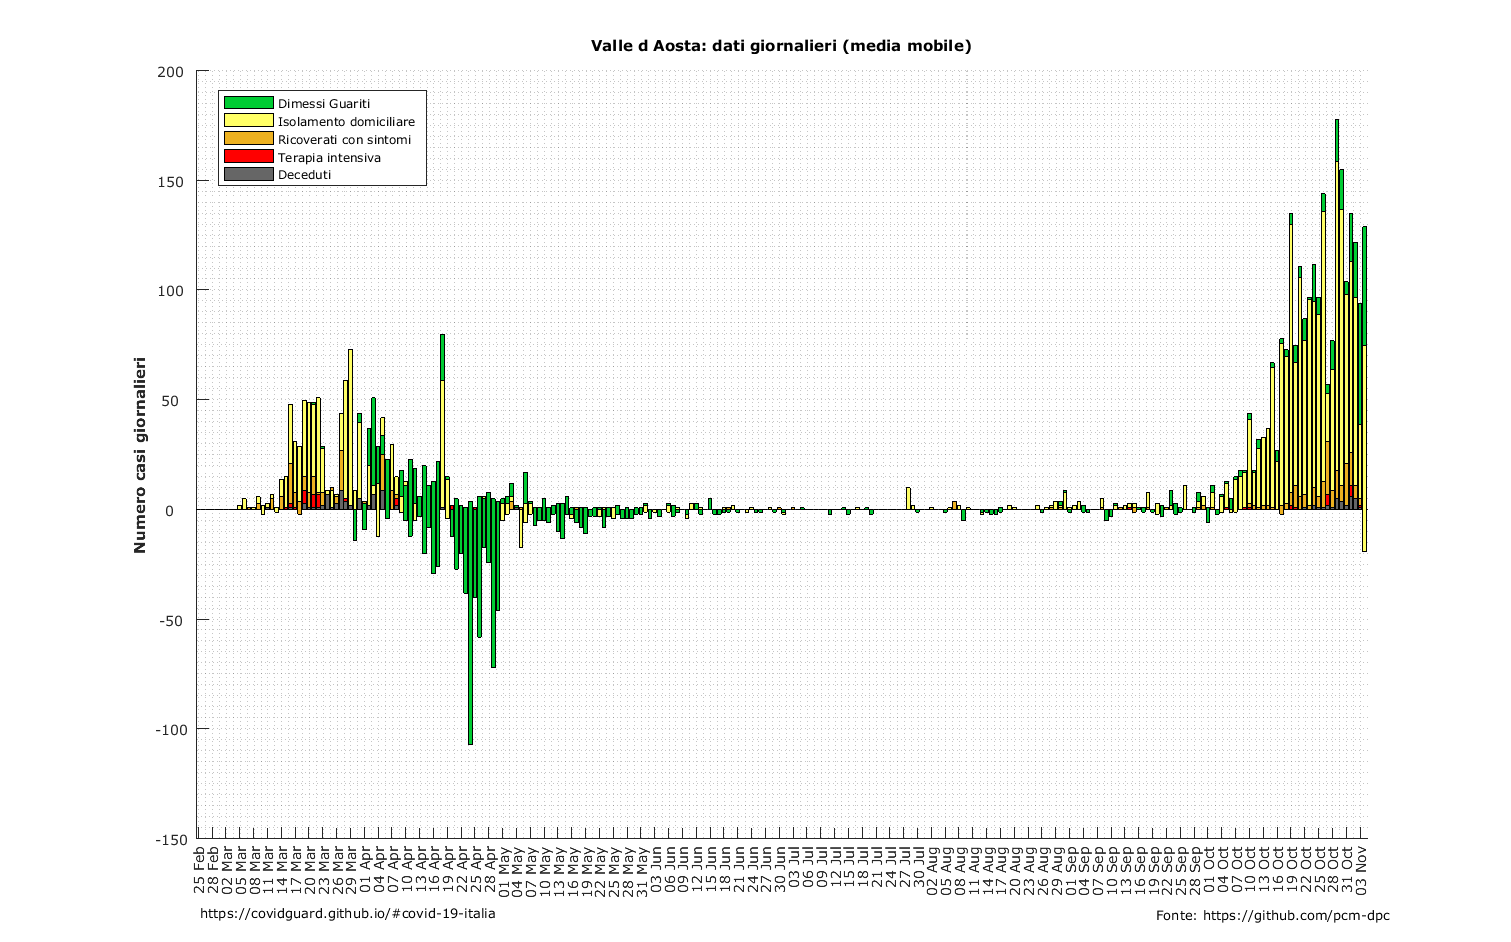 Valle d Aosta: dati giornalieri (media mobile)
Numero casi giornalieri
200
150
100
50
0
-50
-100
-150
Dimessi Guariti
Isolamento domiciliare
Ricoverati con sintomi
Terapia intensiva
Deceduti
25 Feb
28 Feb
02 Mar
05 Mar
08 Mar
11 Mar
14 Mar
17 Mar
20 Mar
23 Mar
26 Mar
29 Mar
01 Apr
04 Apr
07 Apr
10 Apr
13 Apr
16 Apr
19 Apr
22 Apr
25 Apr
28 Apr
01 May
04 May
07 May
10 May
13 May
16 May
19 May
22 May
25 May
28 May
31 May
03 Jun
06 Jun
09 Jun
12 Jun
15 Jun
18 Jun
21 Jun
24 Jun
27 Jun
30 Jun
03 Jul
06 Jul
09 Jul
12 Jul
15 Jul
18 Jul
21 Jul
24 Jul
27 Jul
30 Jul
02 Aug
05 Aug
08 Aug
11 Aug
14 Aug
17 Aug
20 Aug
23 Aug
26 Aug
29 Aug
01 Sep
04 Sep
07 Sep
10 Sep
13 Sep
16 Sep
19 Sep
22 Sep
25 Sep
28 Sep
01 Oct
04 Oct
07 Oct
10 Oct
13 Oct
16 Oct
19 Oct
22 Oct
25 Oct
28 Oct
31 Oct
03 Nov
https://covidguard.github.io/#covid-19-italia
Fonte: https://github.com/pcm-dpc